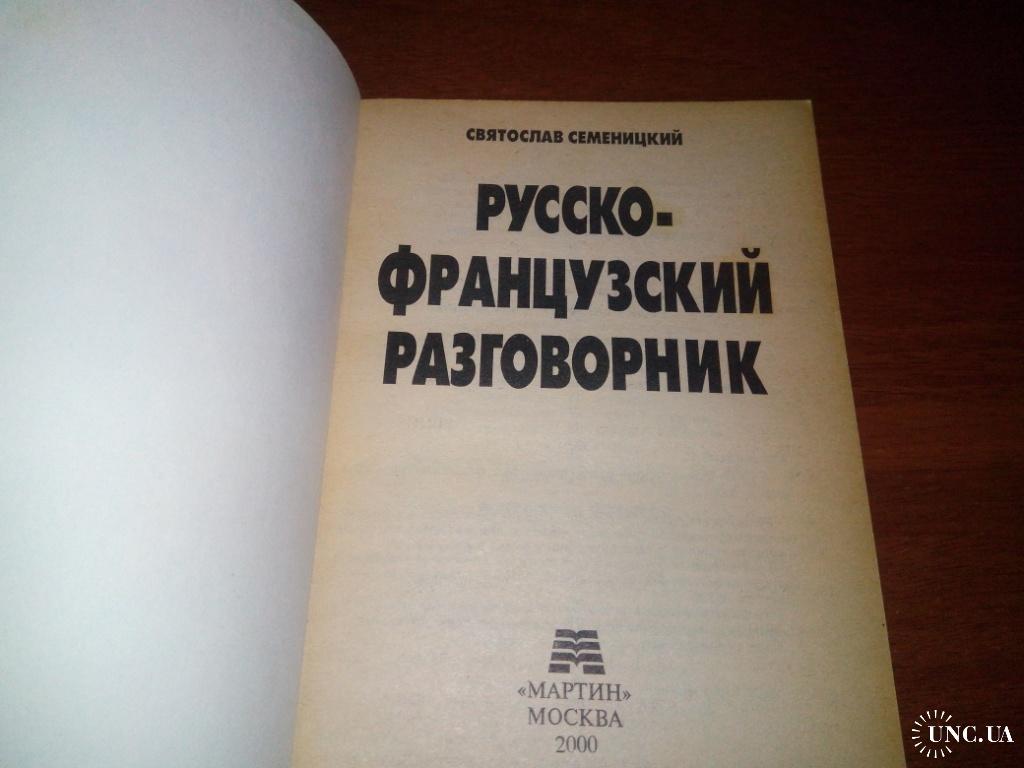 СВЯТОСЛАВ СЕМЕНИЦКИЙ
РУССКО-
ФРАНЦУЗСКИЙ
РАЗГОВОРНИК
«МАРТИН»
МОСКВА
2000
UNC.UA